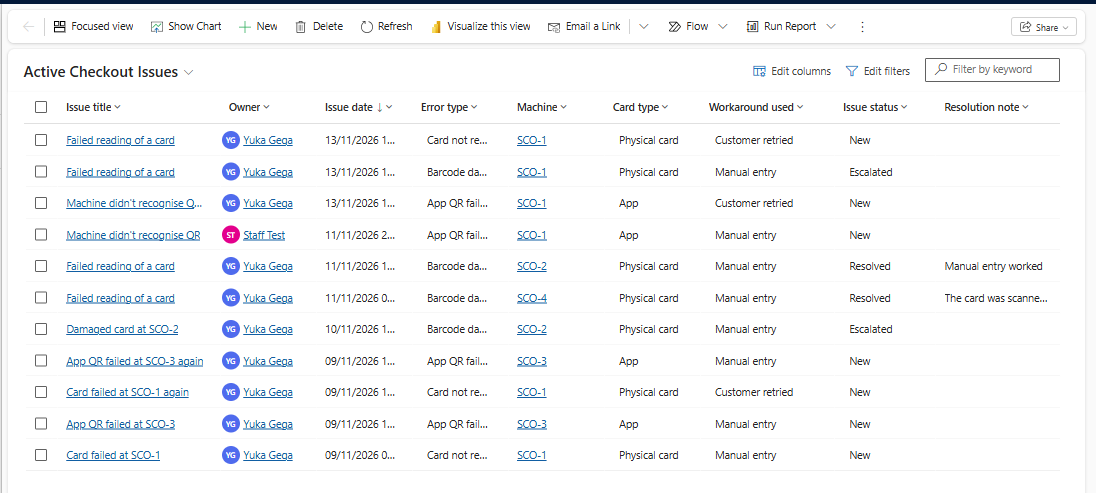 Focused view Show Chart New Delete Refresh Visualize this view Email a Link Flow Run Report Share
Active Checkout Issues Edit columns Edit filters Filter by keyword
Issue title Owner Issue date Error type Machine Card type Workaround used Issue status Resolution note
Failed reading of a card YG Yuka Gega 13/11/2026 1... Card not re... SCO-1 Physical card Customer retried New
Failed reading of a card YG Yuka Gega 13/11/2026 1... Barcode da... SCO-1 Physical card Manual entry Escalated
Machine didn't recognise Q... YG Yuka Gega 13/11/2026 1... App QR fail... SCO-1 App Customer retried New
Machine didn't recognise QR ST Staff Test 11/11/2026 2... App QR fail... SCO-1 App Manual entry New
Failed reading of a card YG Yuka Gega 11/11/2026 1... Barcode da... SCO-2 Physical card Manual entry Resolved Manual entry worked
Failed reading of a card YG Yuka Gega 11/11/2026 0... Barcode da... SCO-4 Physical card Manual entry Resolved The card was scanne...
Damaged card at SCO-2 YG Yuka Gega 10/11/2026 1... Barcode da... SCO-2 Physical card Manual entry Escalated
App QR failed at SCO-3 again YG Yuka Gega 09/11/2026 1... App QR fail... SCO-3 App Manual entry New
Card failed at SCO-1 again YG Yuka Gega 09/11/2026 1... Card not re... SCO-1 Physical card Customer retried New
App QR failed at SCO-3 YG Yuka Gega 09/11/2026 1... App QR fail... SCO-3 App Manual entry New
Card failed at SCO-1 YG Yuka Gega 09/11/2026 0... Card not re... SCO-1 Physical card Manual entry New